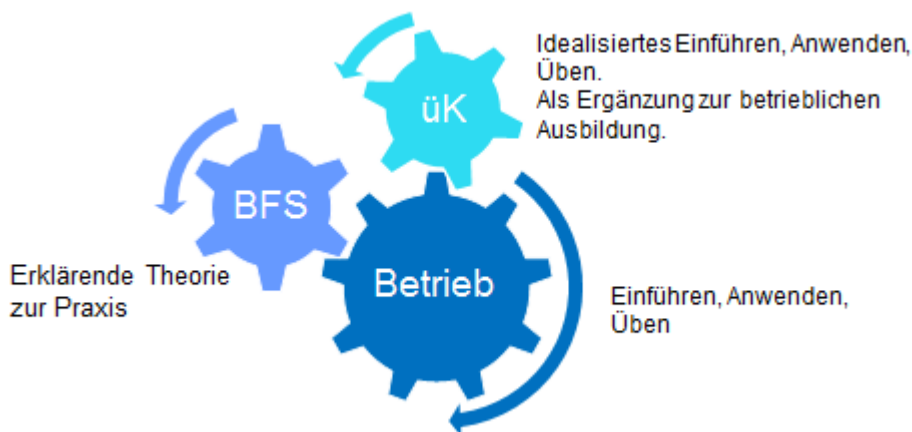 üK
Idealisiertes Einführen, Anwenden,
Üben.
Als Ergänzung zur betrieblichen
Ausbildung.
BFS
Erklärende Theorie
zur Praxis
Betrieb
Einführen, Anwenden,
Üben